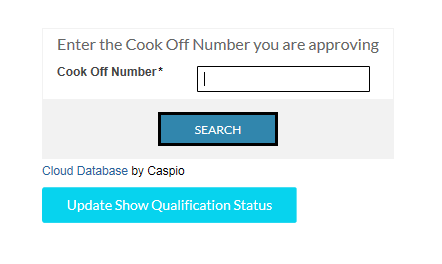 Enter the Cook Off Number you are approving
Cook Off Number*
SEARCH
Cloud Database by Caspio
Update Show Qualification Status